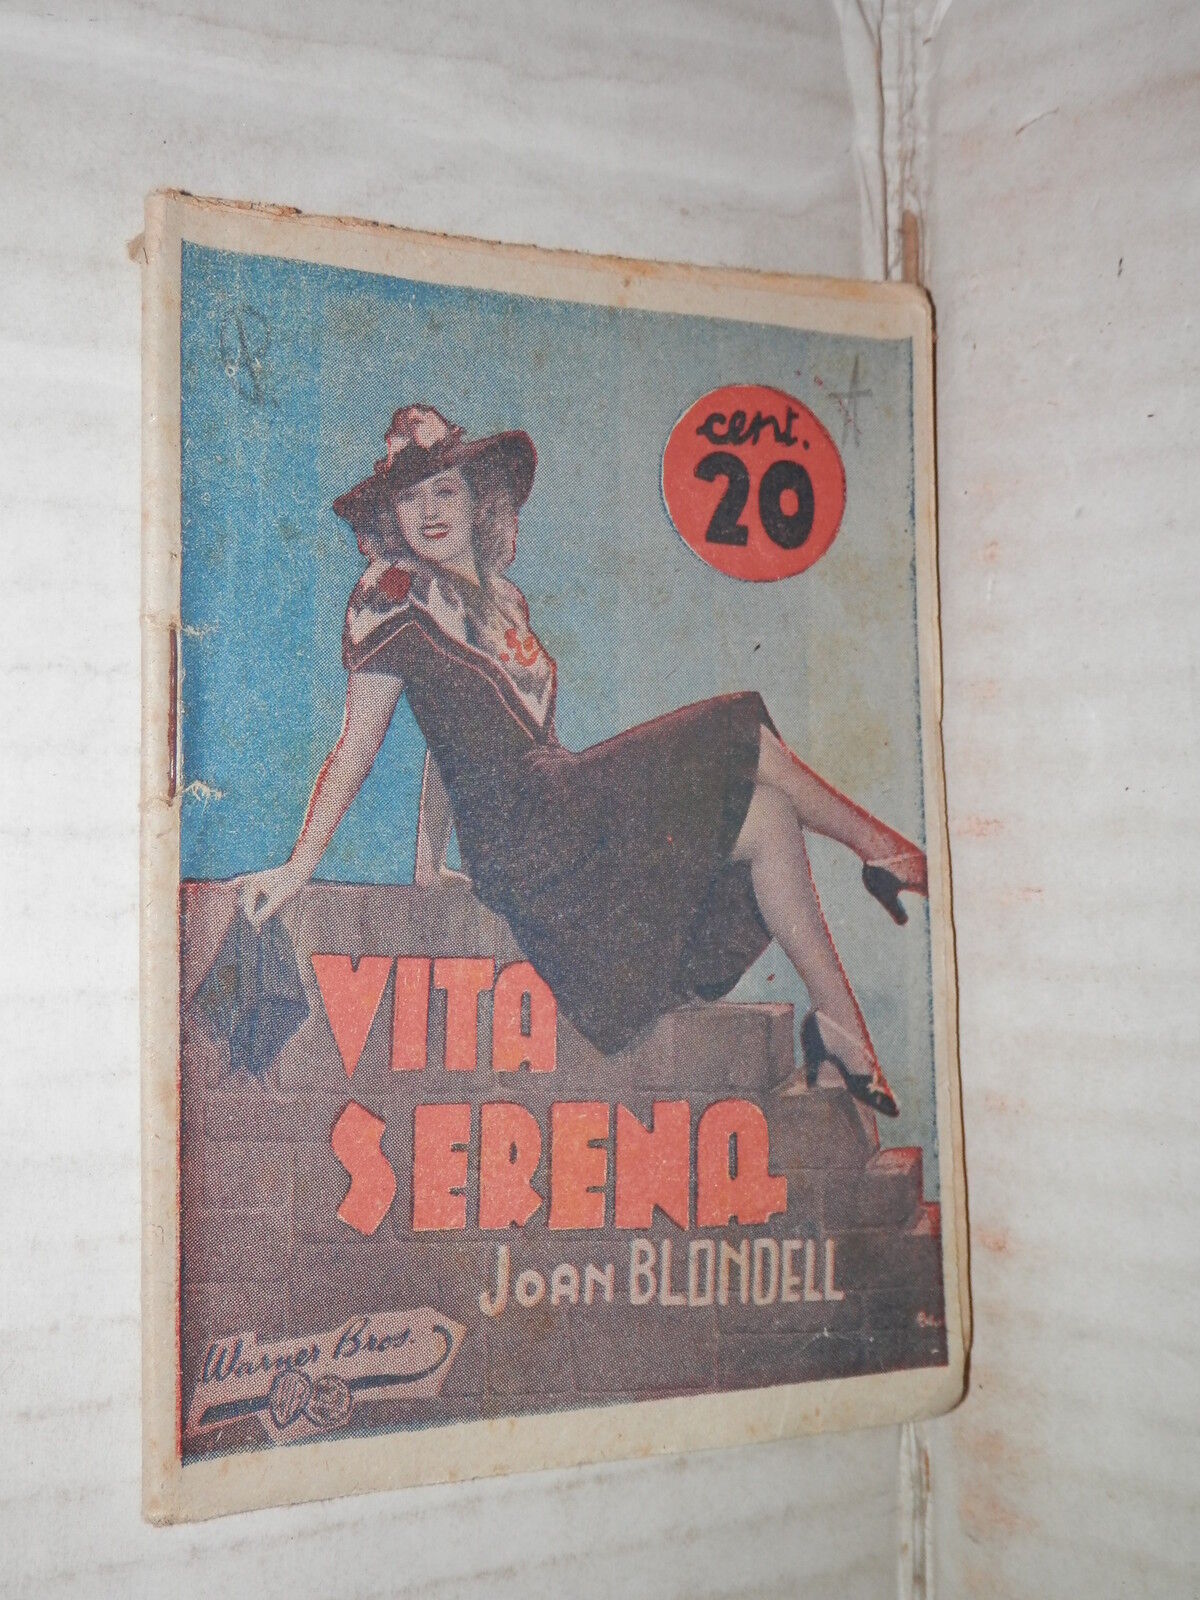 cent.
20
VITA
SERENA
JOAN BLONDELL
Warner Bros.